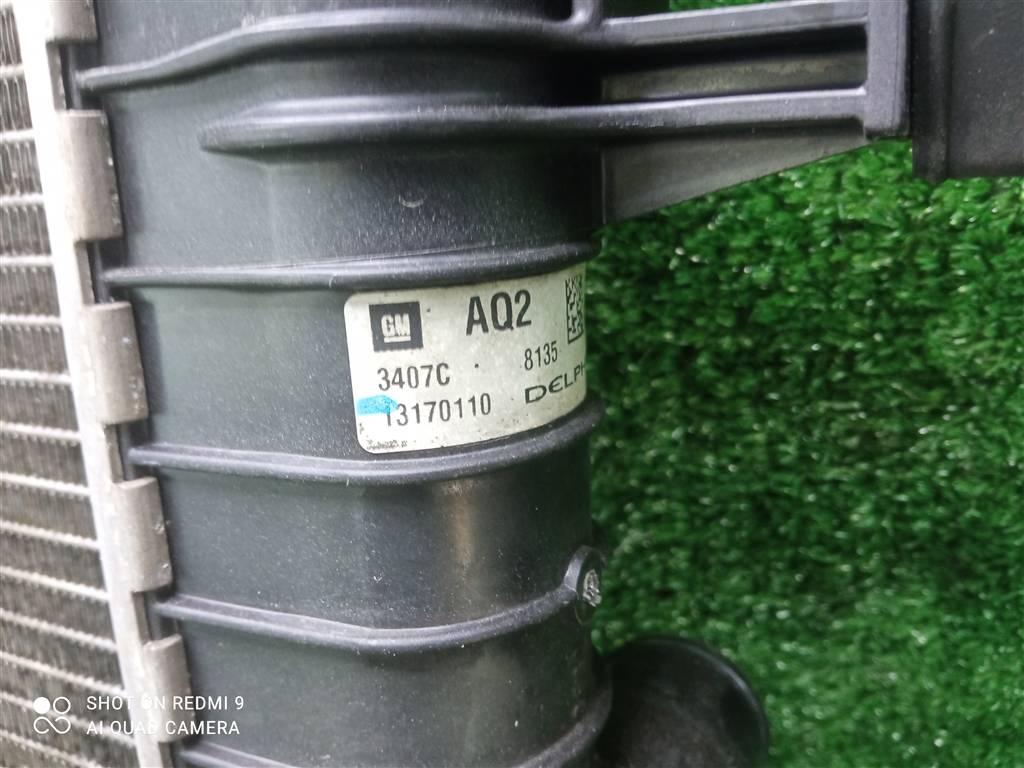 GM AQ2
3407C 8135
13170110 DELPH
SHOT ON REDMI 9
AI QUAD CAMERA